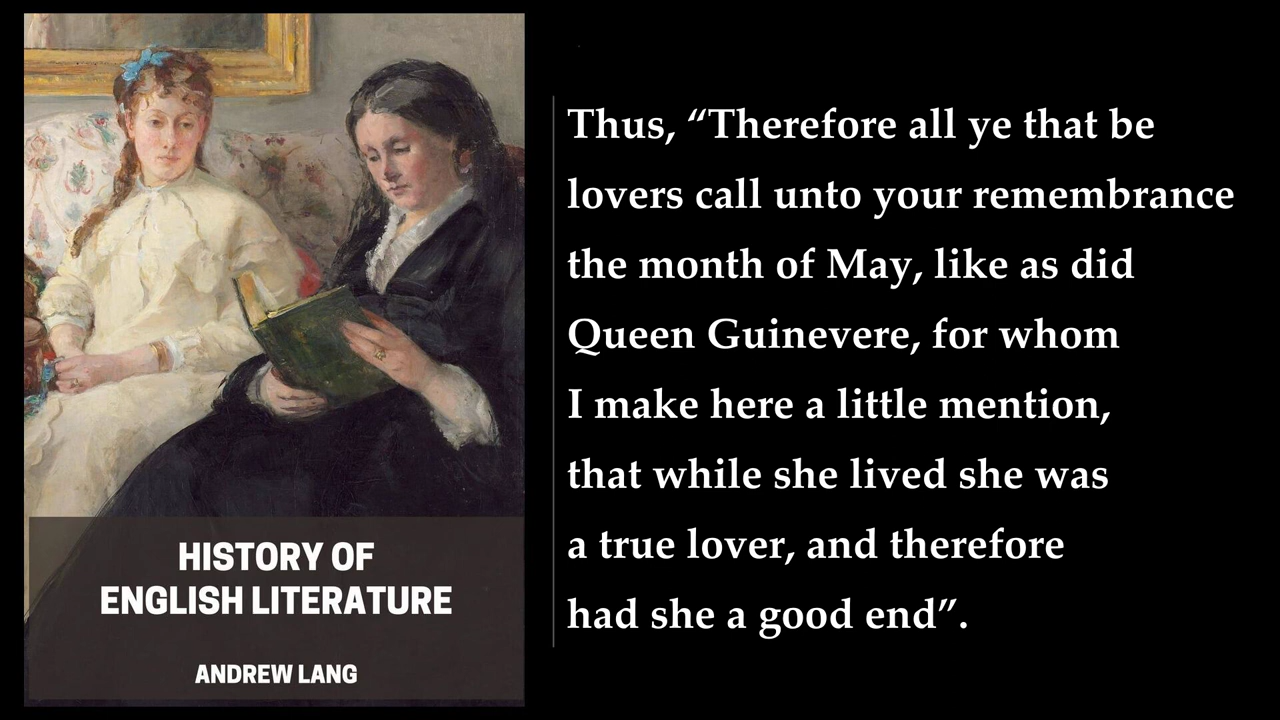 HISTORY OF
ENGLISH LITERATURE
ANDREW LANG
Thus, “Therefore all ye that be
lovers call unto your remembrance
the month of May, like as did
Queen Guinevere, for whom
I make here a little mention,
that while she lived she was
a true lover, and therefore
had she a good end”.